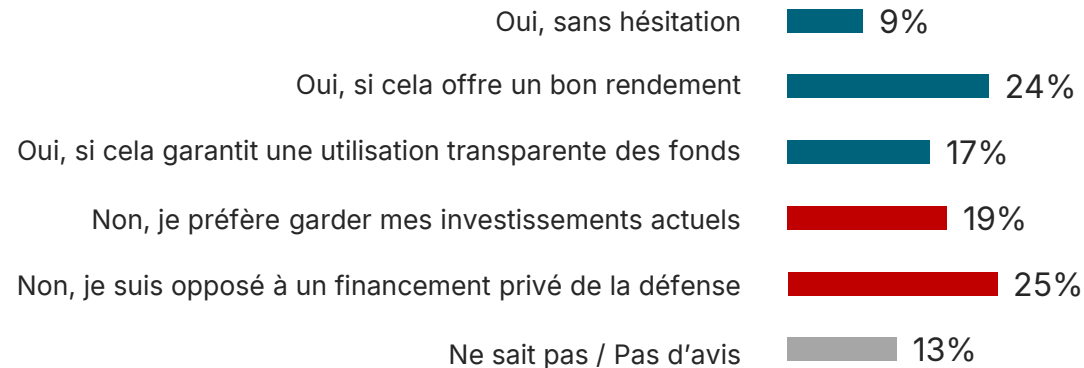 Oui, sans hésitation 9%
Oui, si cela offre un bon rendement 24%
Oui, si cela garantit une utilisation transparente des fonds 17%
Non, je préfère garder mes investissements actuels 19%
Non, je suis opposé à un financement privé de la défense 25%
Ne sait pas / Pas d’avis 13%